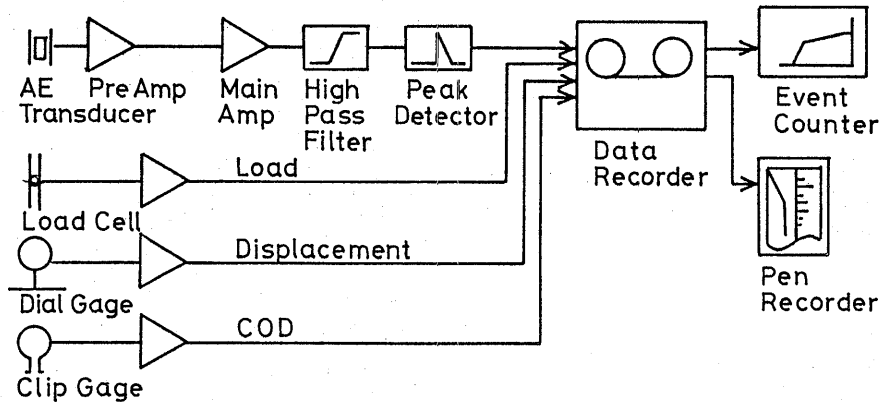 AE
Transducer
Pre Amp
Main
Amp
High
Pass
Filter
Peak
Detector
Data
Recorder
Event
Counter
Load
Load Cell
Displacement
Dial Gage
COD
Clip Gage
Pen
Recorder